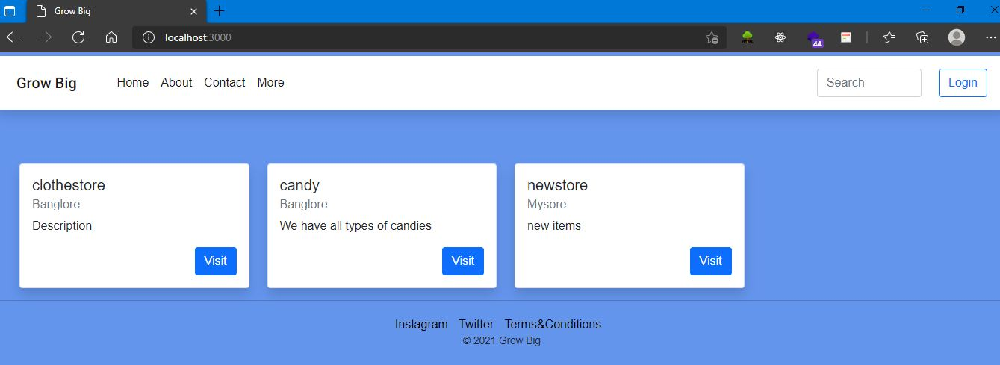 Grow Big
localhost:3000
44
Grow Big Home About Contact More Search Login
clothestore
Banglore
Description
Visit
candy
Banglore
We have all types of candies
Visit
newstore
Mysore
new items
Visit
Instagram Twitter Terms&Conditions
© 2021 Grow Big